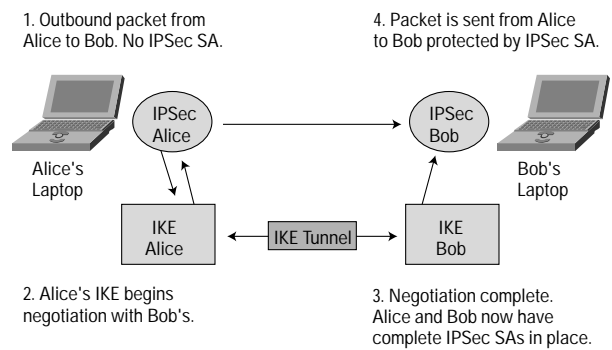 1. Outbound packet from
Alice to Bob. No IPSec SA.
4. Packet is sent from Alice
to Bob protected by IPSec SA.
IPSec
Alice
IPSec
Bob
Alice's
Laptop
Bob's
Laptop
IKE
Alice
IKE Tunnel
IKE
Bob
2. Alice's IKE begins
negotiation with Bob's.
3. Negotiation complete.
Alice and Bob now have
complete IPSec SAs in place.